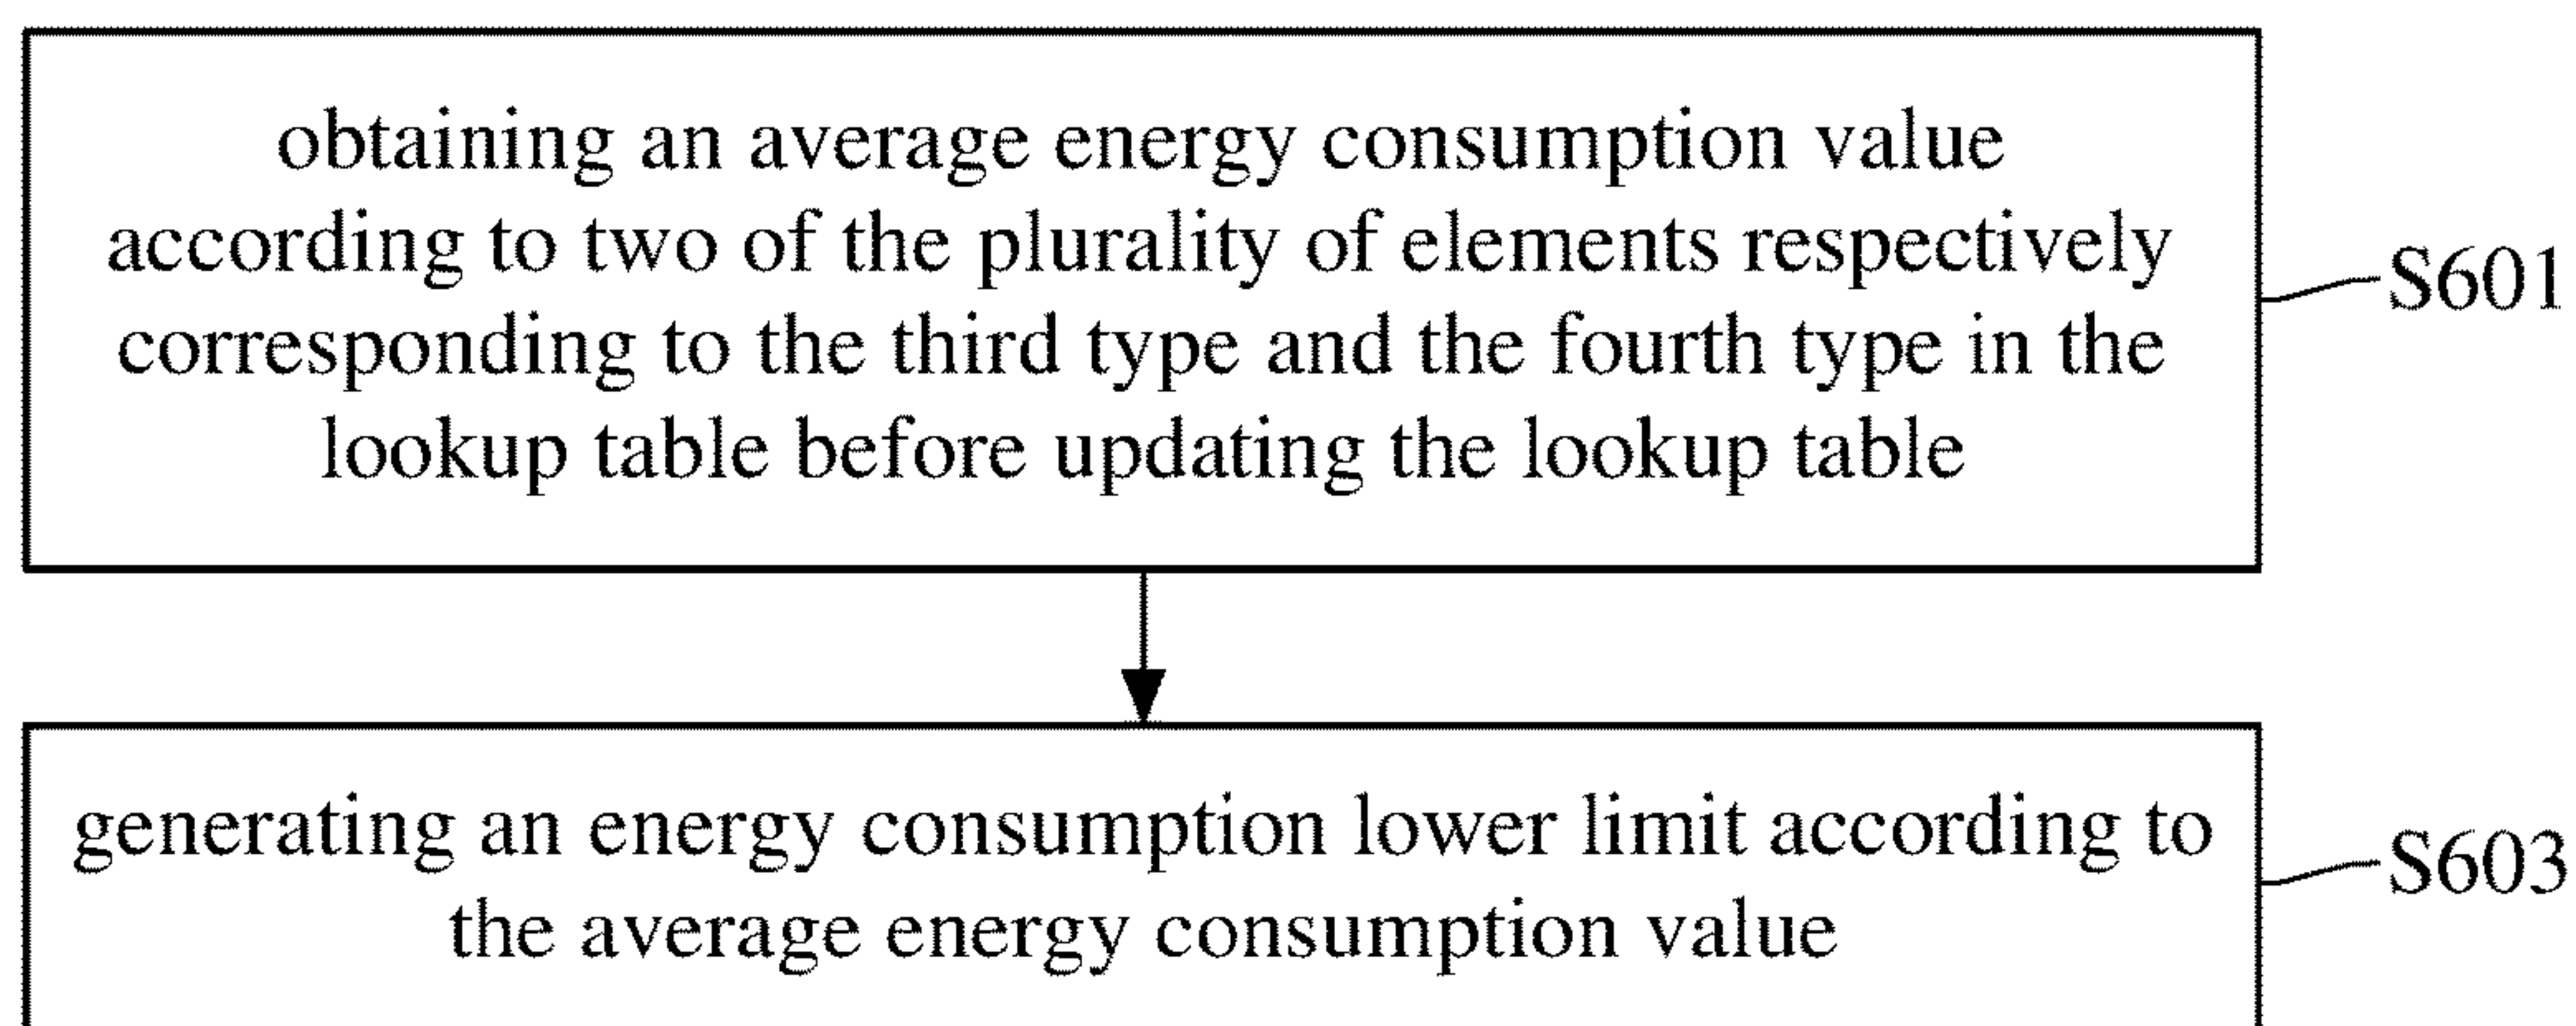 obtaining an average energy consumption value
according to two of the plurality of elements respectively
corresponding to the third type and the fourth type in the
lookup table before updating the lookup table
S601
generating an energy consumption lower limit according to
the average energy consumption value
S603